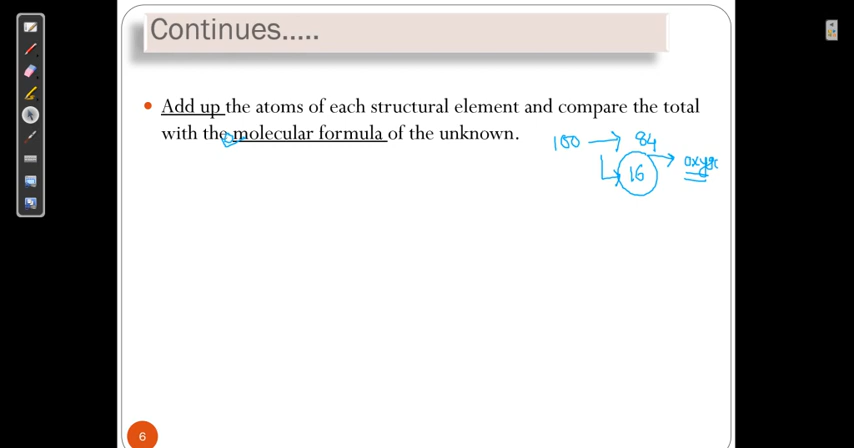 Continues.....
Add up the atoms of each structural element and compare the total
with the molecular formula of the unknown.
100 → 84
16
6